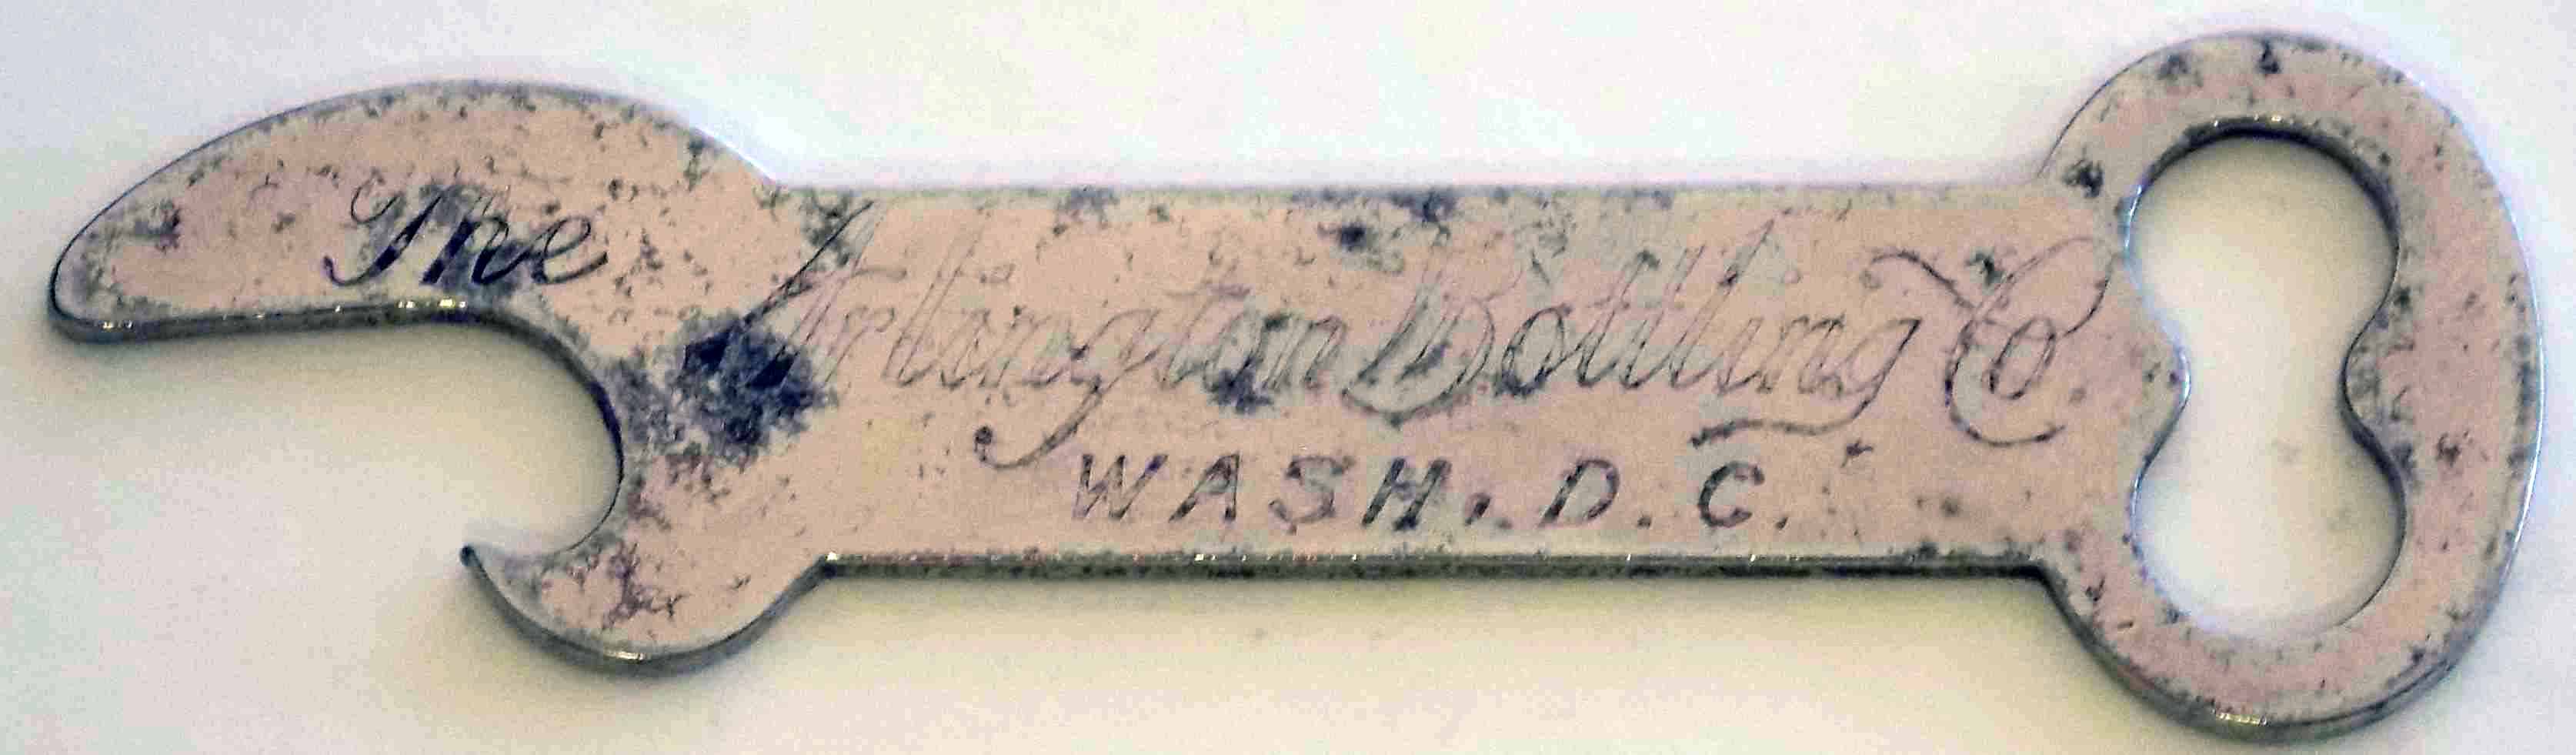 The Arlington Bottling Co.
WASH. D. C.